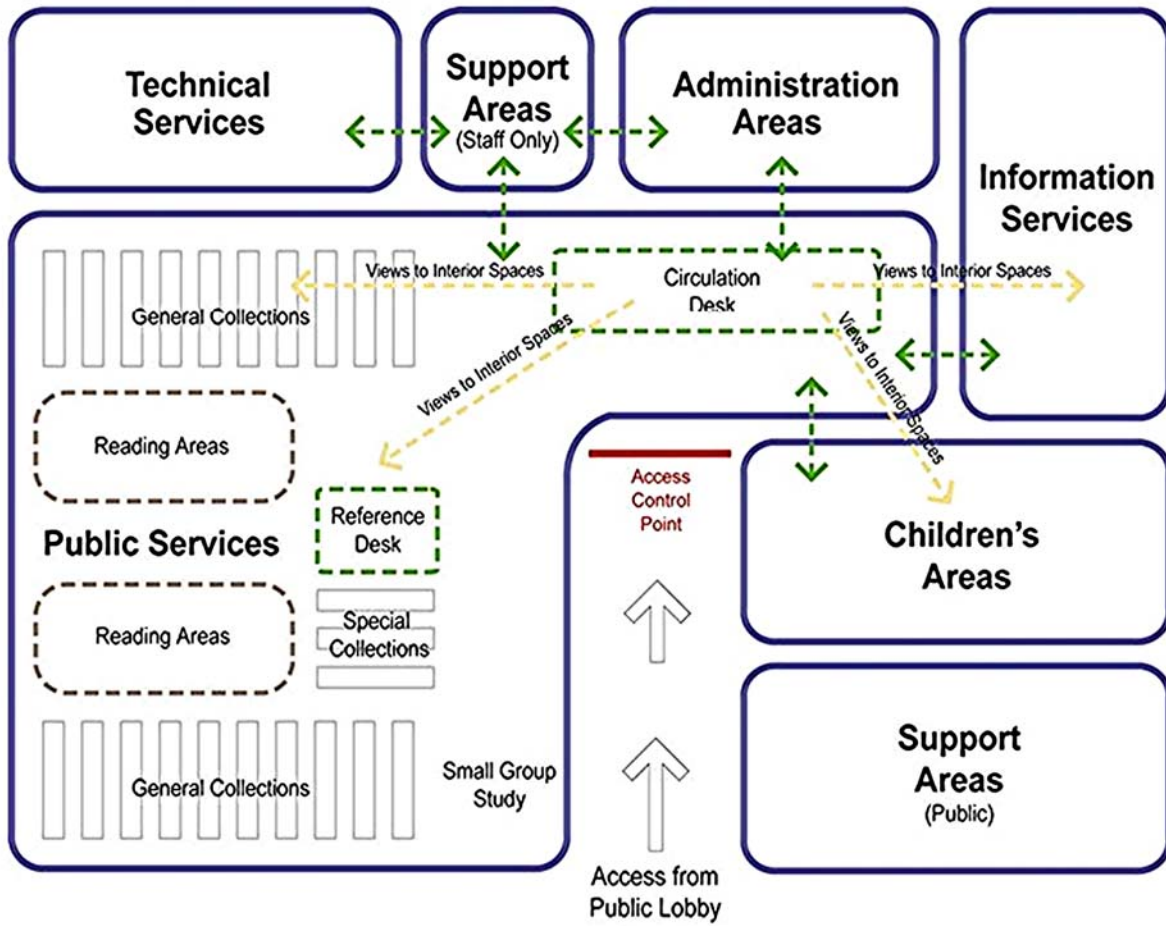 Technical
Services
Support
Areas
(Staff Only)
Administration
Areas
Information
Services
Views to Interior Spaces
Circulation
Desk
Views to Interior Spaces
General Collections
Views to Interior Spaces
Views to Interior Spaces
Reading Areas
Access
Control
Point
Reference
Desk
Public Services
Children's
Areas
Reading Areas
Special
Collections
General Collections
Small Group
Study
Support
Areas
(Public)
Access from
Public Lobby